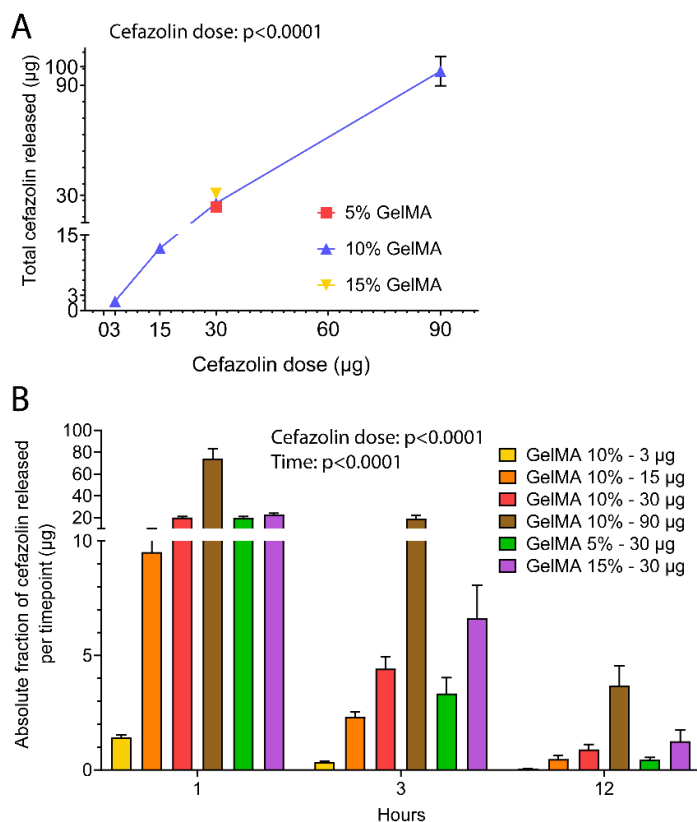 A
Cefazolin dose: p<0.0001
Total cefazolin released (µg)
100
90
30
15
3
0
5% GelMA
10% GelMA
15% GelMA
03 15 30 60 90
Cefazolin dose (µg)
B
Cefazolin dose: p<0.0001
Time: p<0.0001
Absolute fraction of cefazolin released
per timepoint (µg)
100
80
60
40
20
10
5
0
GelMA 10% - 3 µg
GelMA 10% - 15 µg
GelMA 10% - 30 µg
GelMA 10% - 90 µg
GelMA 5% - 30 µg
GelMA 15% - 30 µg
1 3 12
Hours